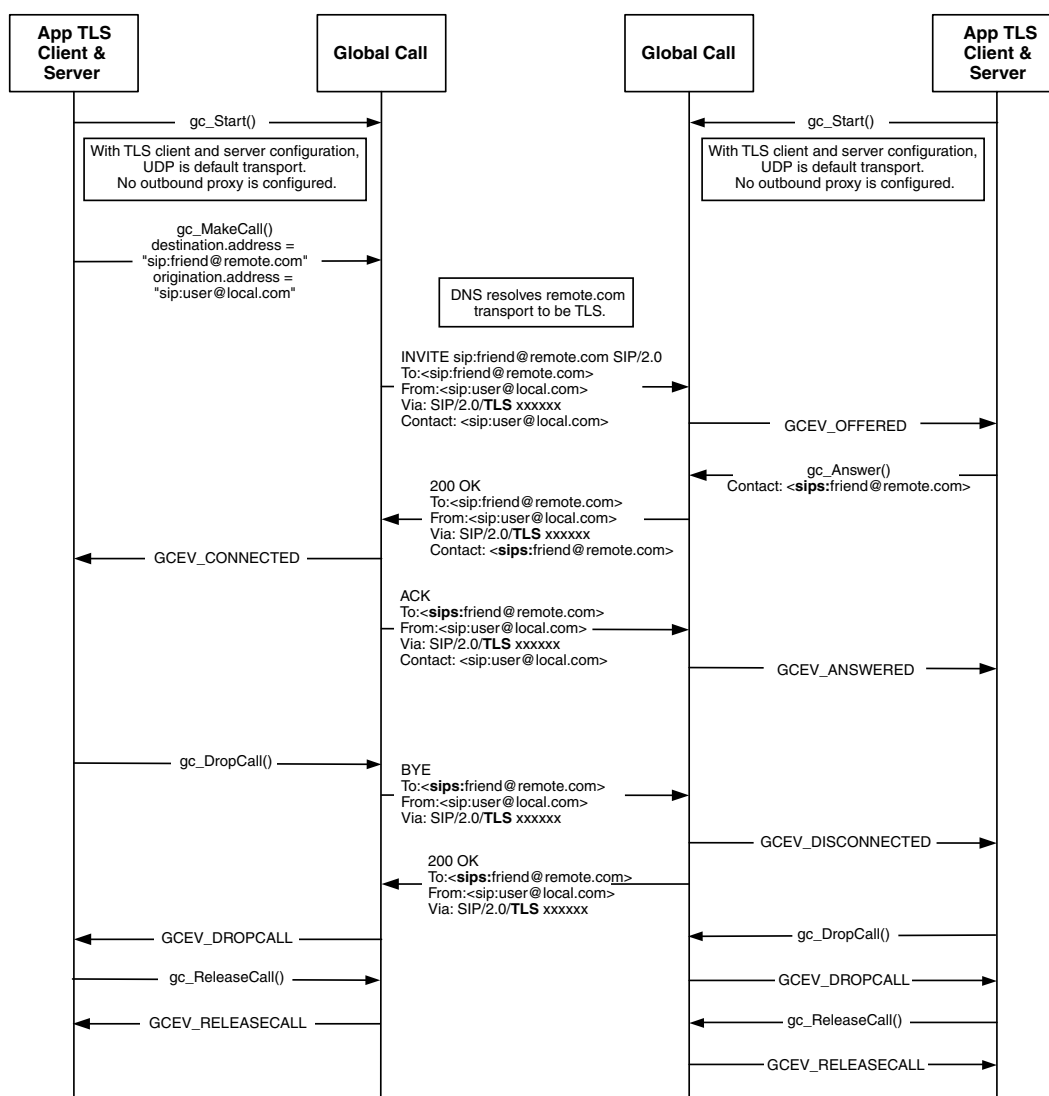 App TLS
Client &
Server
Global Call
Global Call
App TLS
Client &
Server
gc_Start()
gc_Start()
With TLS client and server configuration,
UDP is default transport.
No outbound proxy is configured.
With TLS client and server configuration,
UDP is default transport.
No outbound proxy is configured.
gc_MakeCall()
destination.address =
"sip:friend@remote.com"
origination.address =
"sip:user@local.com"
DNS resolves remote.com
transport to be TLS.
INVITE sip:friend@remote.com SIP/2.0
To:<sip:friend@remote.com>
From:<sip:user@local.com>
Via: SIP/2.0/TLS xxxxxx
Contact: <sip:user@local.com>
GCEV_OFFERED
gc_Answer()
Contact: <sips:friend@remote.com>
200 OK
To:<sip:friend@remote.com>
From:<sip:user@local.com>
Via: SIP/2.0/TLS xxxxxx
Contact: <sips:friend@remote.com>
GCEV_CONNECTED
ACK
To:<sips:friend@remote.com>
From:<sip:user@local.com>
Via: SIP/2.0/TLS xxxxxx
Contact: <sip:user@local.com>
GCEV_ANSWERED
gc_DropCall()
BYE
To:<sips:friend@remote.com>
From:<sip:user@local.com>
Via: SIP/2.0/TLS xxxxxx
GCEV_DISCONNECTED
200 OK
To:<sips:friend@remote.com>
From:<sip:user@local.com>
Via: SIP/2.0/TLS xxxxxx
GCEV_DROPCALL
gc_DropCall()
gc_ReleaseCall()
GCEV_DROPCALL
GCEV_RELEASECALL
gc_ReleaseCall()
GCEV_RELEASECALL